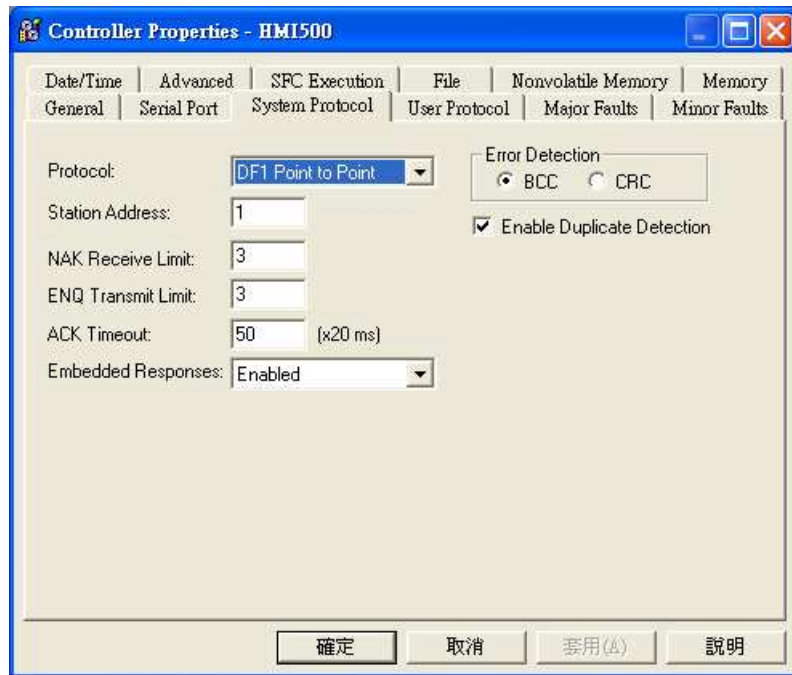 Controller Properties - HMI500
Date/Time Advanced SFC Execution File Nonvolatile Memory Memory
General Serial Port System Protocol User Protocol Major Faults Minor Faults
Protocol: DF1 Point to Point
Error Detection
BCC CRC
Station Address: 1
Enable Duplicate Detection
NAK Receive Limit: 3
ENQ Transmit Limit: 3
ACK Timeout: 50 (x20 ms)
Embedded Responses: Enabled
確定 取消 套用(A) 說明